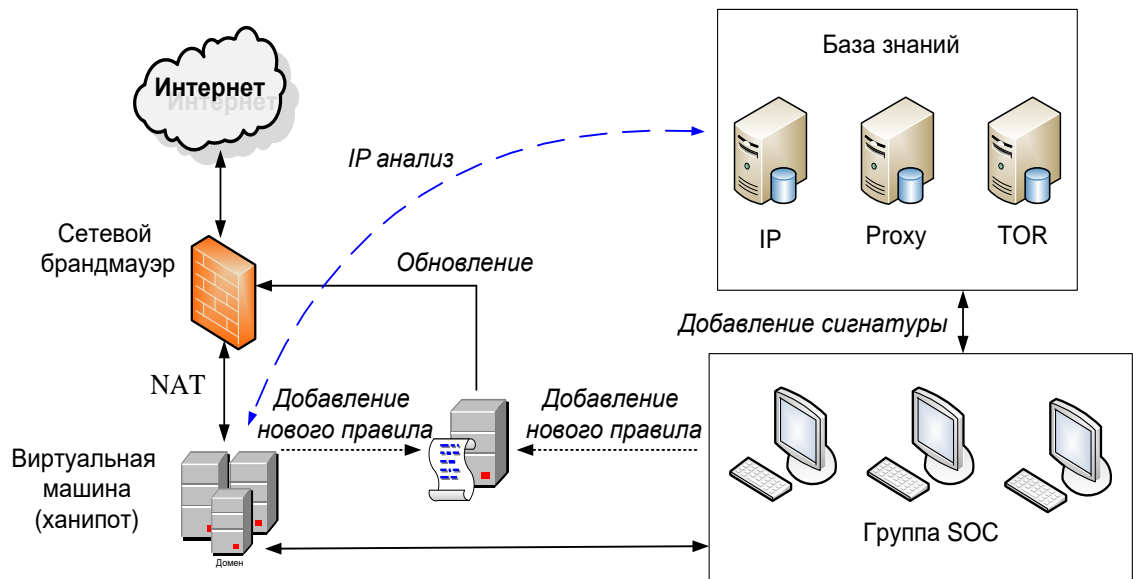 База знаний
Интернет
IP анализ
IP
Proxy
TOR
Сетевой
брандмауэр
Обновление
Добавление сигнатуры
NAT
Добавление
нового правила
Добавление
нового правила
Виртуальная
машина
(ханипот)
Домен
Группа SOC